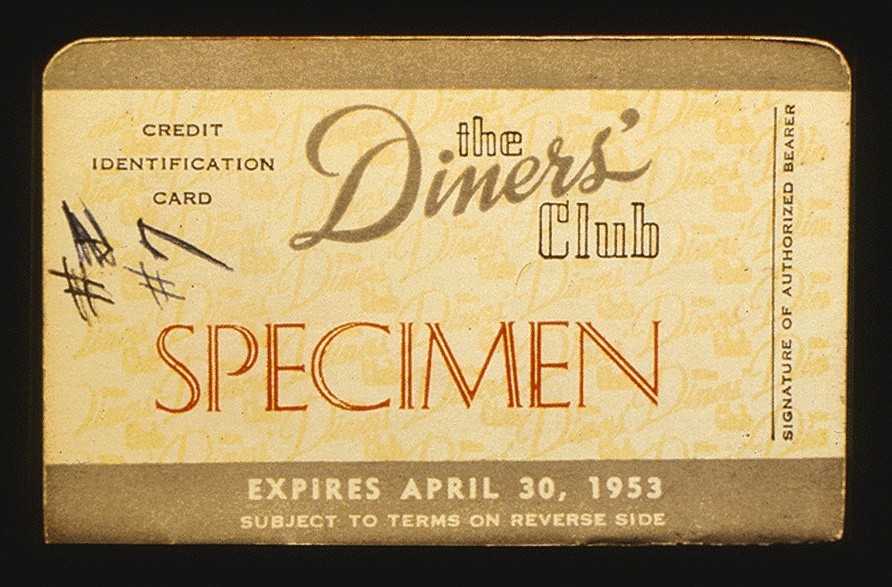 CREDIT
IDENTIFICATION
CARD
the
Diners'
Club
#7
SPECIMEN
SIGNATURE OF AUTHORIZED BEARER
EXPIRES APRIL 30, 1953
SUBJECT TO TERMS ON REVERSE SIDE